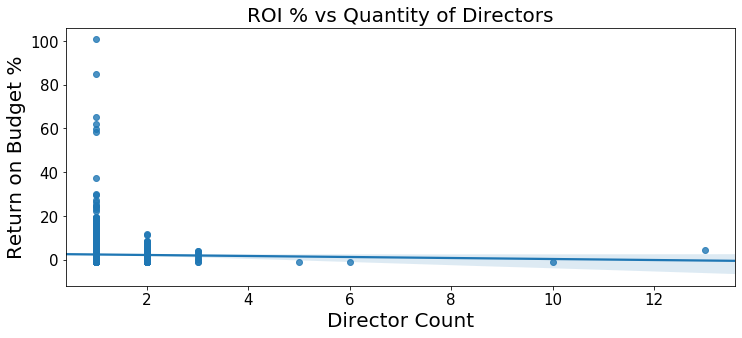 ROI % vs Quantity of Directors
Return on Budget %
100
80
60
40
20
0
2 4 6 8 10 12
Director Count